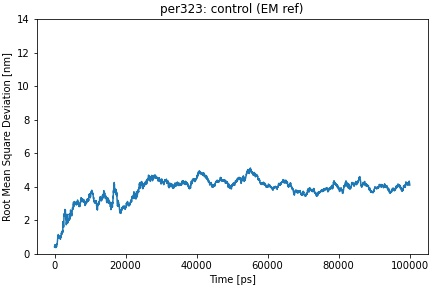 per323: control (EM ref)
Root Mean Square Deviation [nm]
14
12
10
8
6
4
2
0
0 20000 40000 60000 80000 100000
Time [ps]